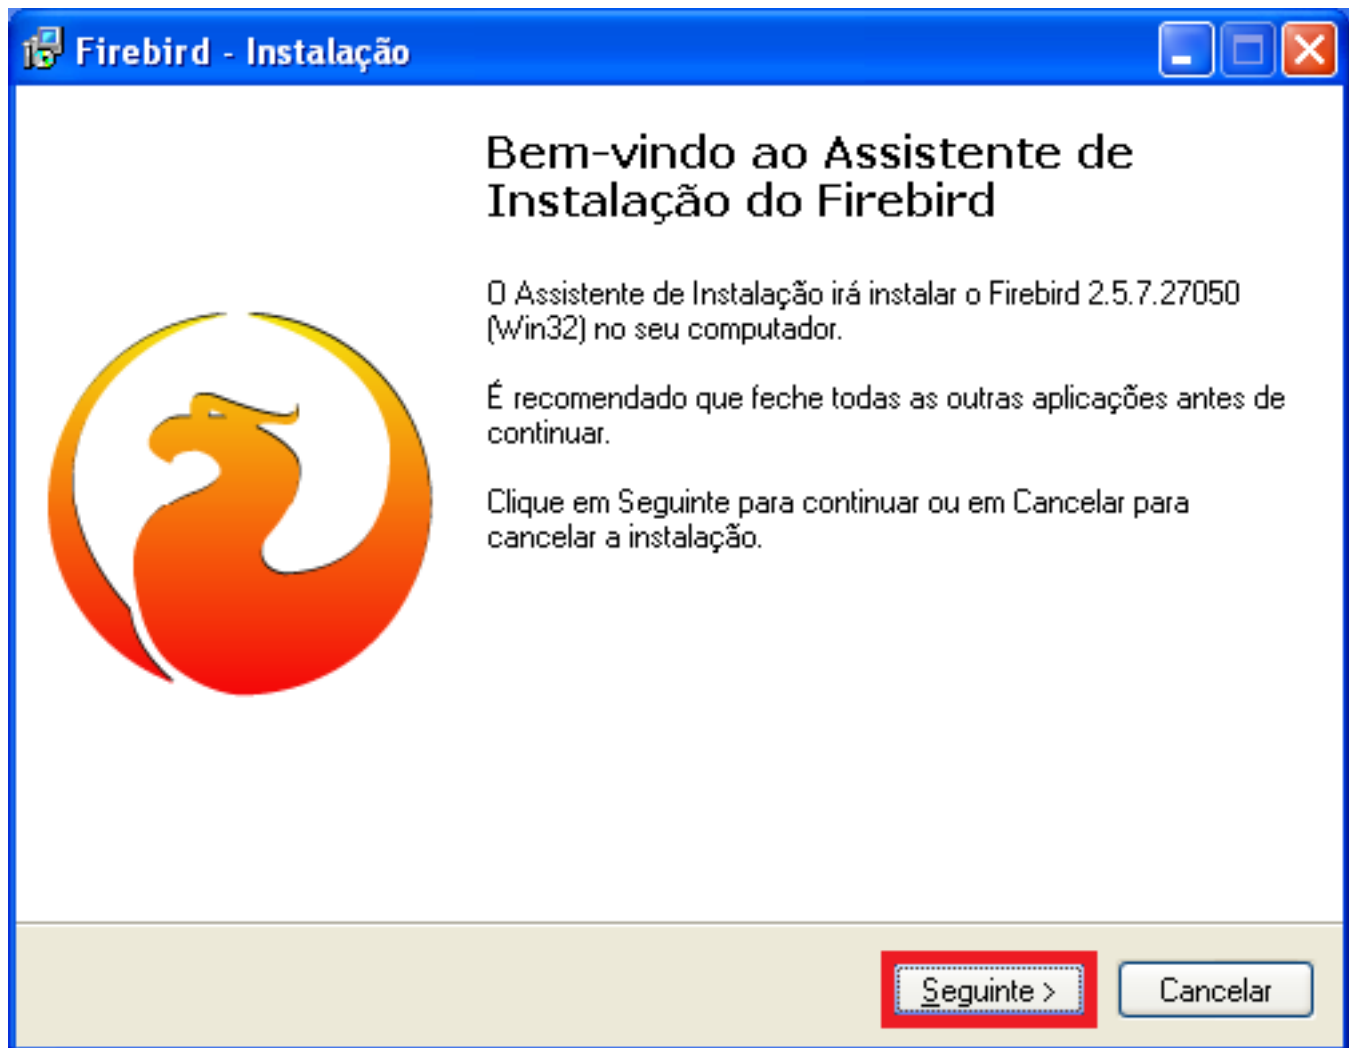 Firebird - Instalação
Bem-vindo ao Assistente de
Instalação do Firebird
O Assistente de Instalação irá instalar o Firebird 2.5.7.27050
(Win32) no seu computador.
É recomendado que feche todas as outras aplicações antes de
continuar.
Clique em Seguinte para continuar ou em Cancelar para
cancelar a instalação.
Seguinte >
Cancelar